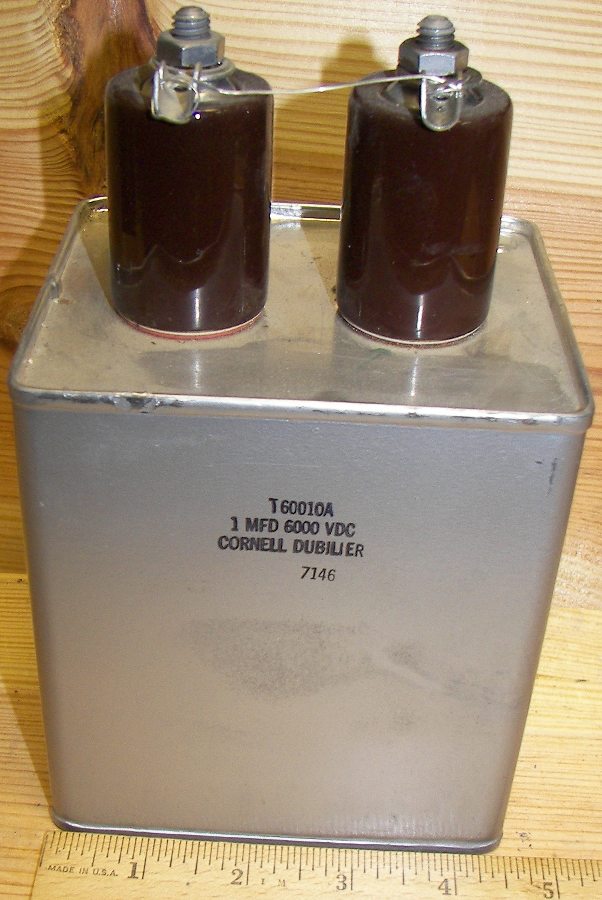 T60010A
1 MFD 6000 VDC
CORNELL DUBILIER
7146
MADE IN U.S.A. 1 2 3 4 5